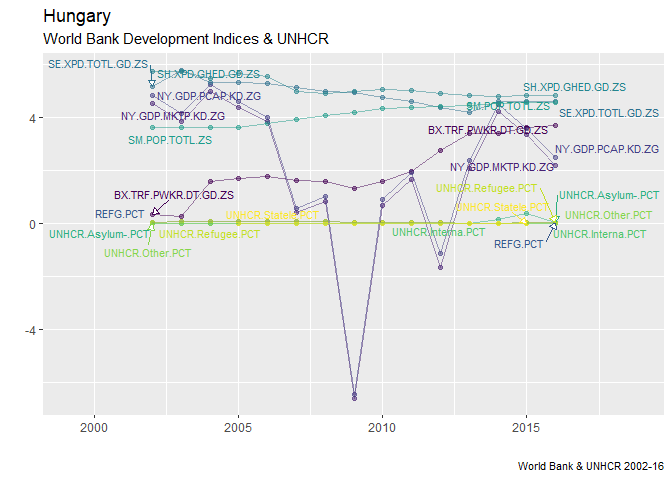 Hungary
World Bank Development Indices & UNHCR
SE.XPD.TOTL.GD.ZS
SH.XPD.GHED.GD.ZS
SH.XPD.GHED.GD.ZS
NY.GDP.PCAP.KD.ZG
SM.POP.TOTL.ZS
SE.XPD.TOTL.GD.ZS
4
NY.GDP.MKTP.KD.ZG
BX.TRF.PWKR.DT.GD.ZS
SM.POP.TOTL.ZS
NY.GDP.PCAP.KD.ZG
NY.GDP.MKTP.KD.ZG
UNHCR.Refugee.PCT
BX.TRF.PWKR.DT.GD.ZS
UNHCR.Asylum-.PCT
REFG.PCT
UNHCR.Statele.PCT
UNHCR.Statele.PCT
UNHCR.Other.PCT
0
UNHCR.Asylum-.PCT
UNHCR.Refugee.PCT
UNHCR.Interna.PCT
UNHCR.Interna.PCT
REFG.PCT
UNHCR.Other.PCT
-4
2000
2005
2010
2015
World Bank & UNHCR 2002-16